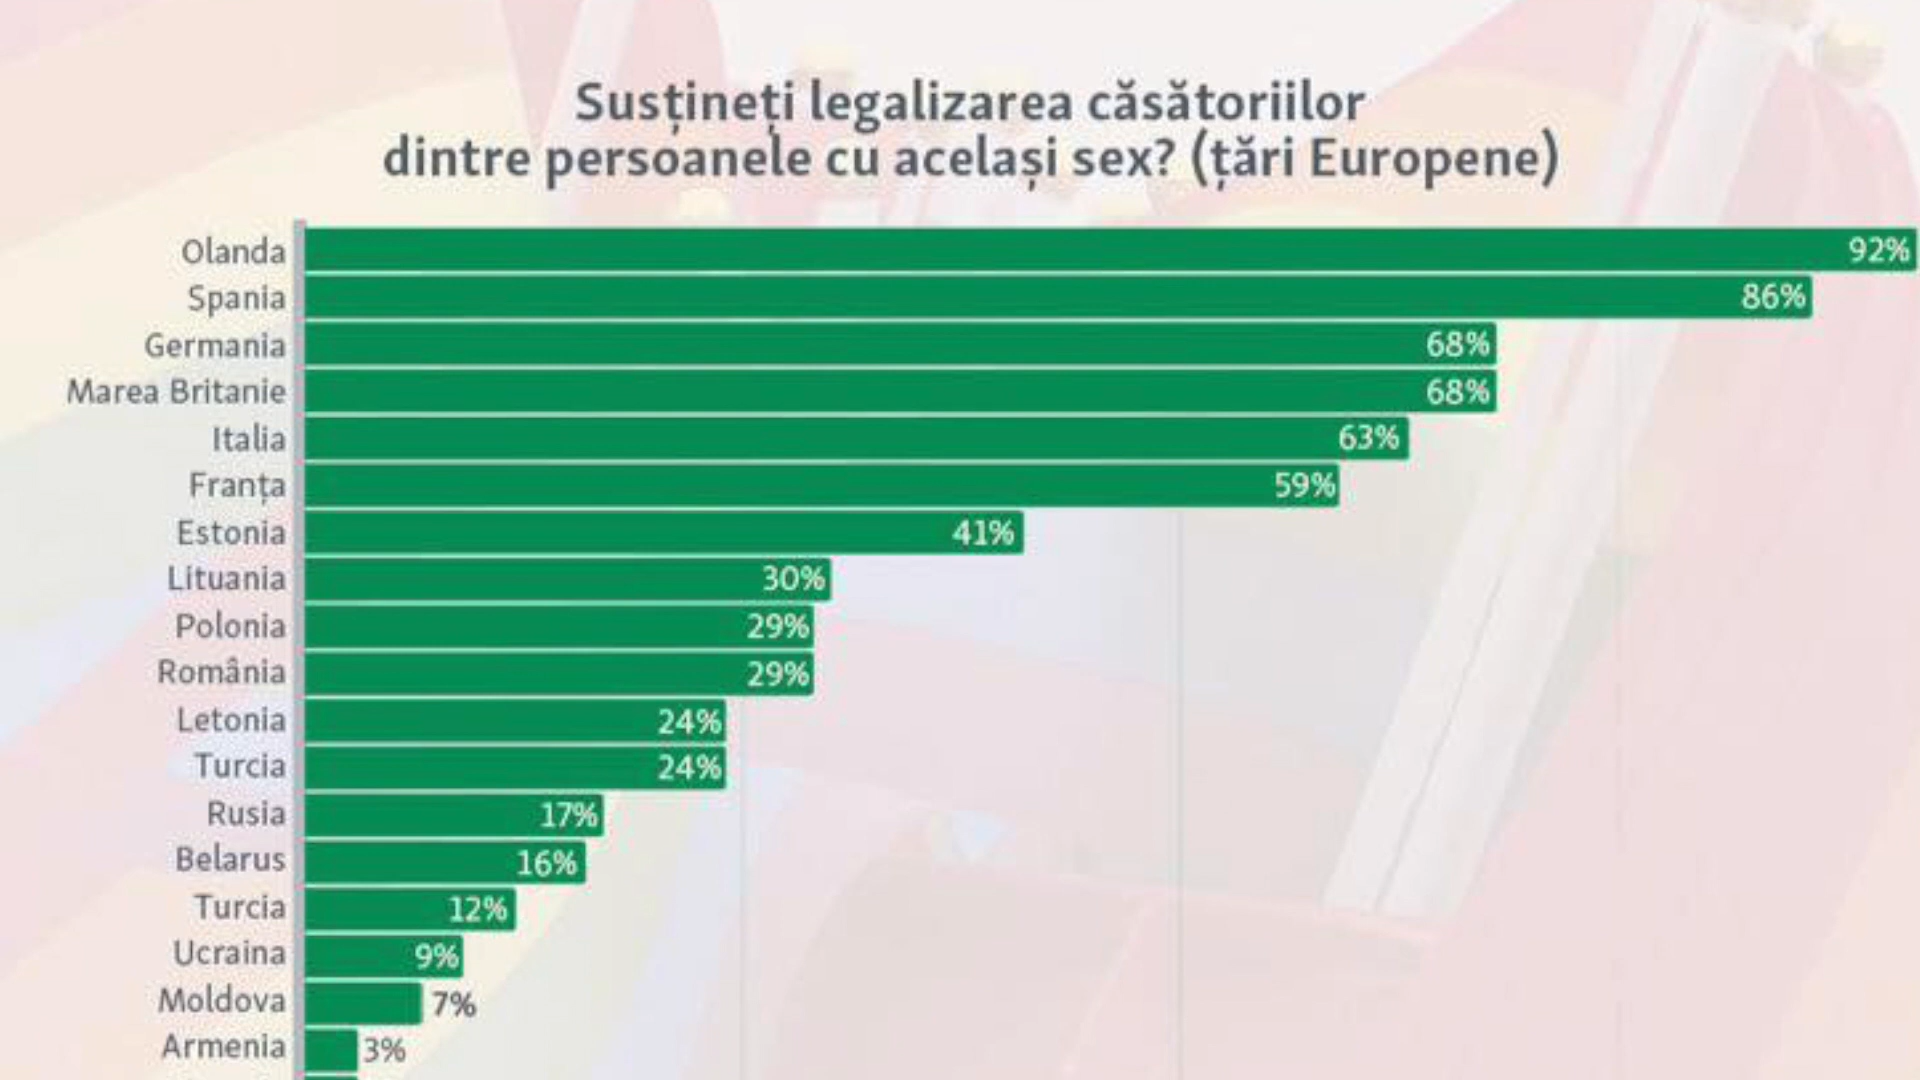 Susțineți legalizarea căsătoriilor
dintre persoanele cu același sex? (țări Europene)
Olanda 92%
Spania 86%
Germania 68%
Marea Britanie 68%
Italia 63%
Franța 59%
Estonia 41%
Lituania 30%
Polonia 29%
România 29%
Letonia 24%
Turcia 24%
Rusia 17%
Belarus 16%
Turcia 12%
Ucraina 9%
Moldova 7%
Armenia 3%